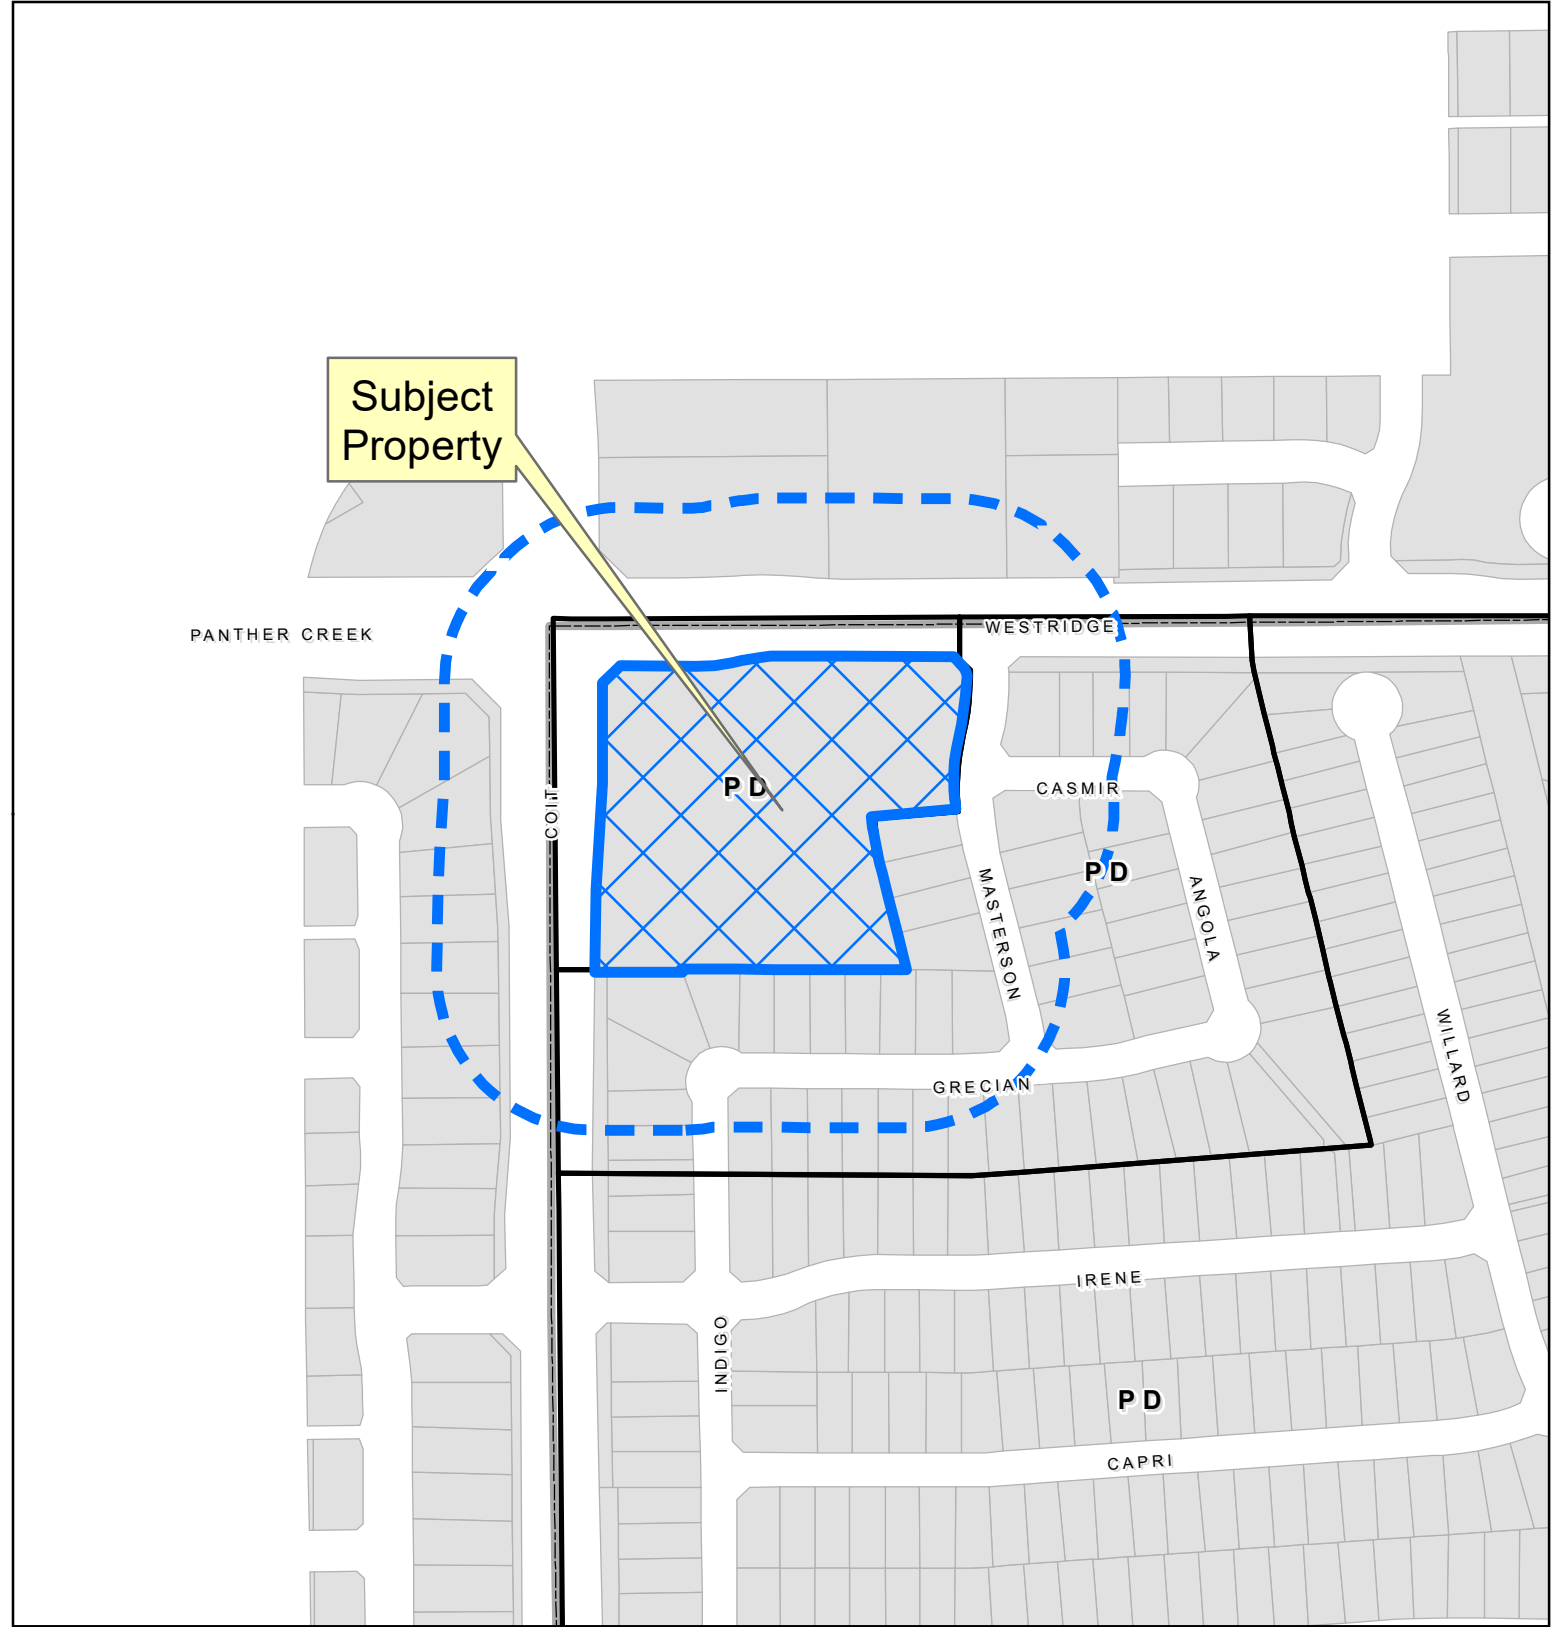 Subject
Property
PANTHER CREEK
WESTRIDGE
P D
COIT
CASMIR
P D
MASTERSON
ANGOLA
WILLARD
GRECIAN
IRENE
INDIGO
P D
CAPRI